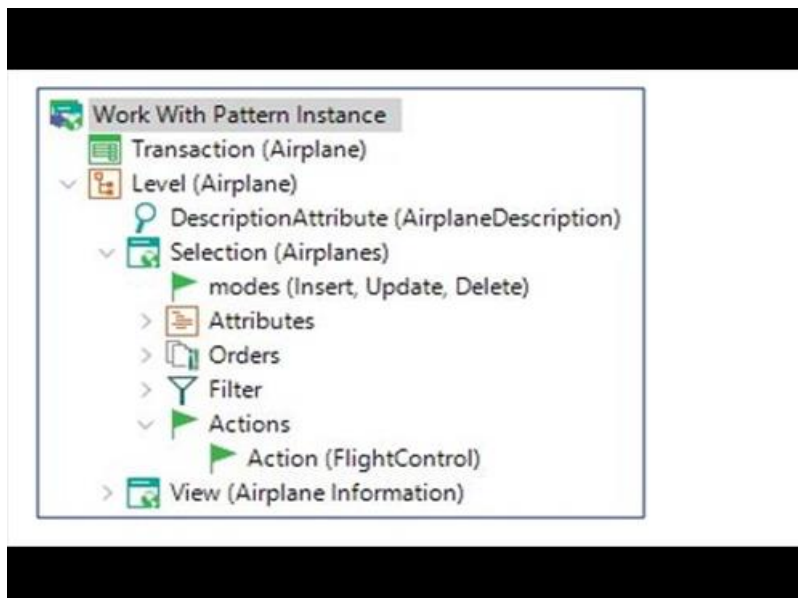 Work With Pattern Instance
Transaction (Airplane)
Level (Airplane)
DescriptionAttribute (AirplaneDescription)
Selection (Airplanes)
modes (Insert, Update, Delete)
Attributes
Orders
Filter
Actions
Action (FlightControl)
View (Airplane Information)